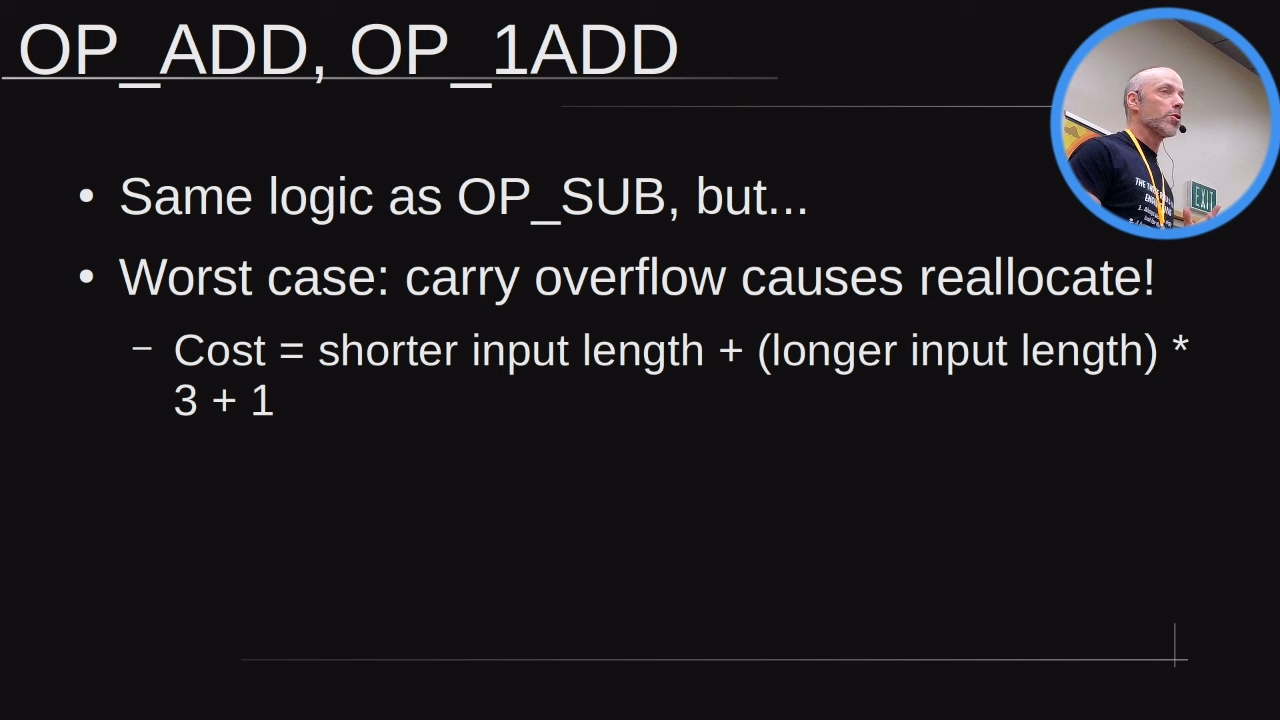 OP_ADD, OP_1ADD
• Same logic as OP_SUB, but...
• Worst case: carry overflow causes reallocate!
– Cost = shorter input length + (longer input length) *
3 + 1
EXIT